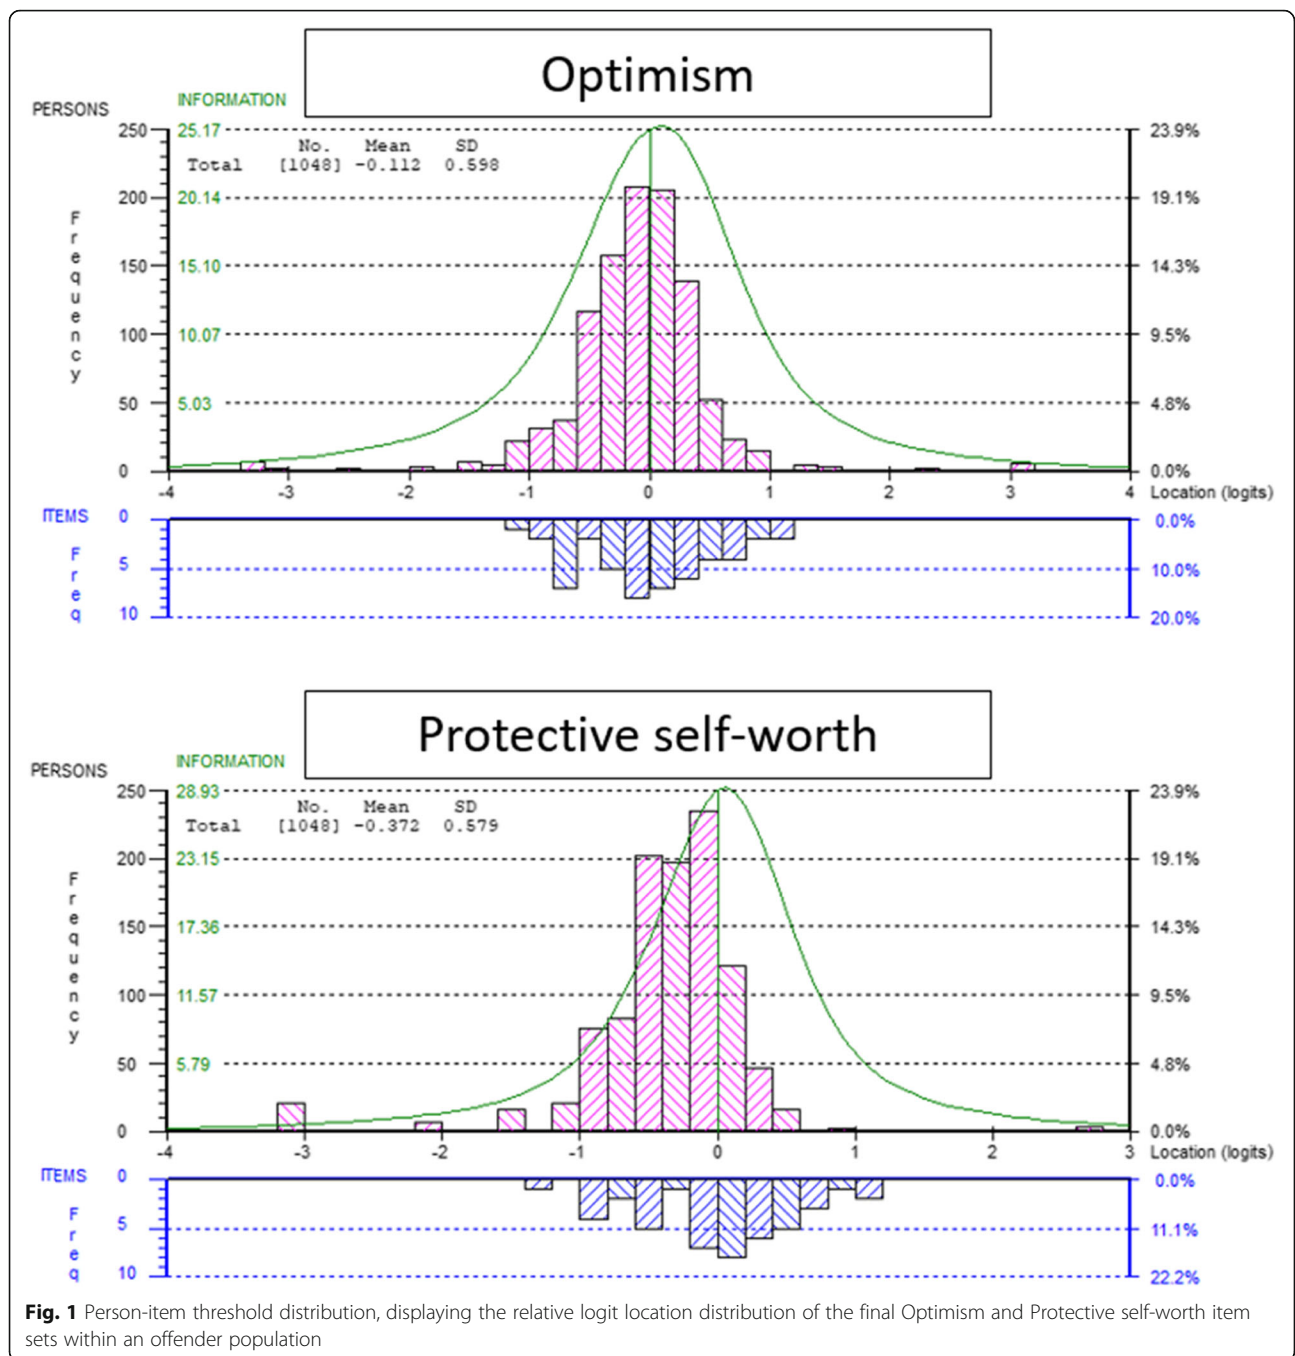 Optimism
PERSONS
INFORMATION
250 25.17 23.9%
No. Mean SD
Total [1048] -0.112 0.598
200 20.14 19.1%
Frequency
150 15.10 14.3%
100 10.07 9.5%
50 5.03 4.8%
0 0.0%
-4 -3 -2 -1 0 1 2 3 4 Location (logits)
ITEMS 0 0.0%
Freq
5 10.0%
10 20.0%
Protective self-worth
PERSONS
INFORMATION
250 28.93 23.9%
No. Mean SD
Total [1048] -0.372 0.579
200 23.15 19.1%
Frequency
150 17.36 14.3%
100 11.57 9.5%
50 5.79 4.8%
0 0.0%
-4 -3 -2 -1 0 1 2 3 Location (logits)
ITEMS 0 0.0%
Freq
5 11.1%
10 22.2%
Fig. 1 Person-item threshold distribution, displaying the relative logit location distribution of the final Optimism and Protective self-worth item
sets within an offender population